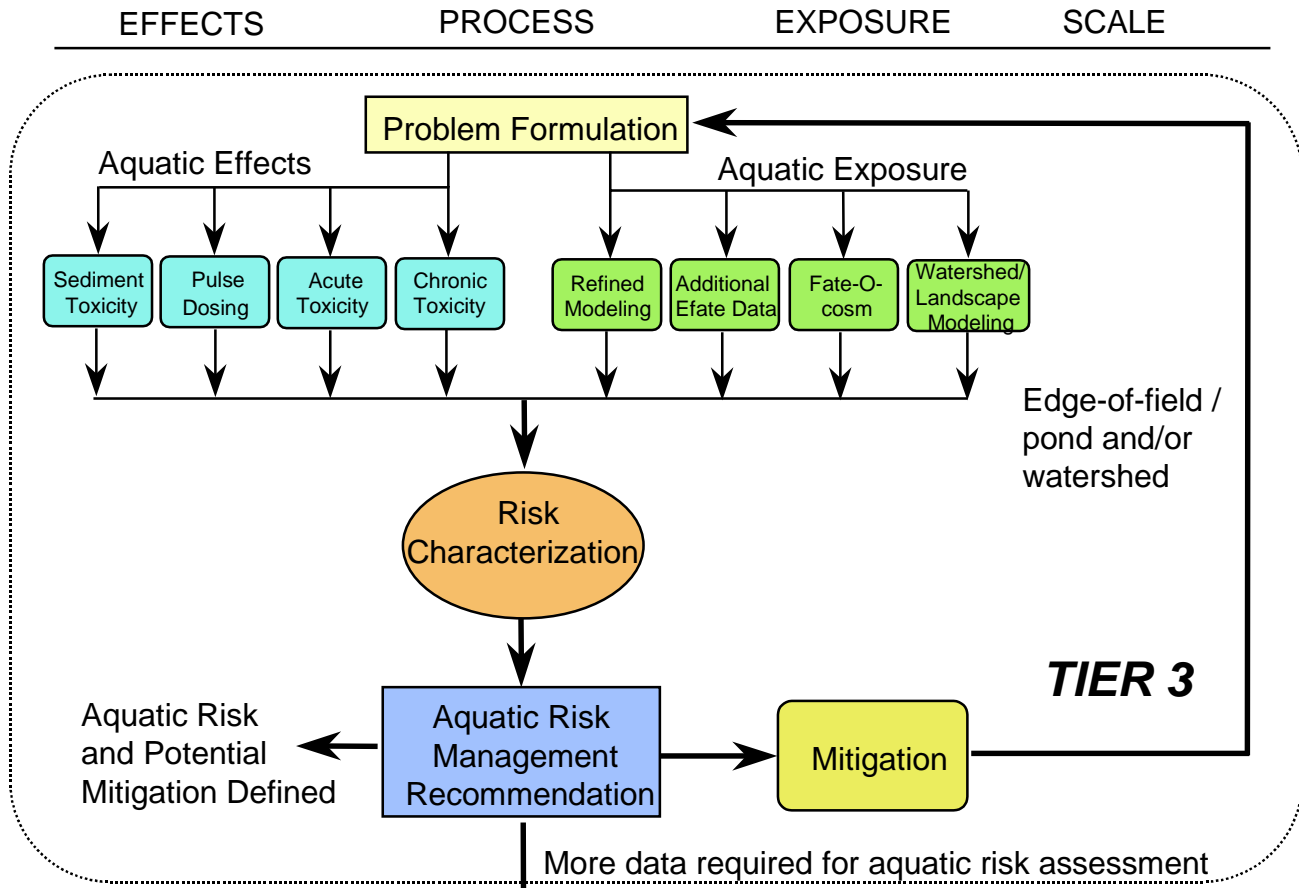 EFFECTS PROCESS EXPOSURE SCALE
Problem Formulation
Aquatic Effects
Aquatic Exposure
Sediment
Toxicity
Pulse
Dosing
Acute
Toxicity
Chronic
Toxicity
Refined
Modeling
Additional
Efate Data
Fate-O-
cosm
Watershed/
Landscape
Modeling
Edge-of-field /
pond and/or
watershed
Risk
Characterization
TIER 3
Aquatic Risk
and Potential
Mitigation Defined
Aquatic Risk
Management
Recommendation
Mitigation
More data required for aquatic risk assessment